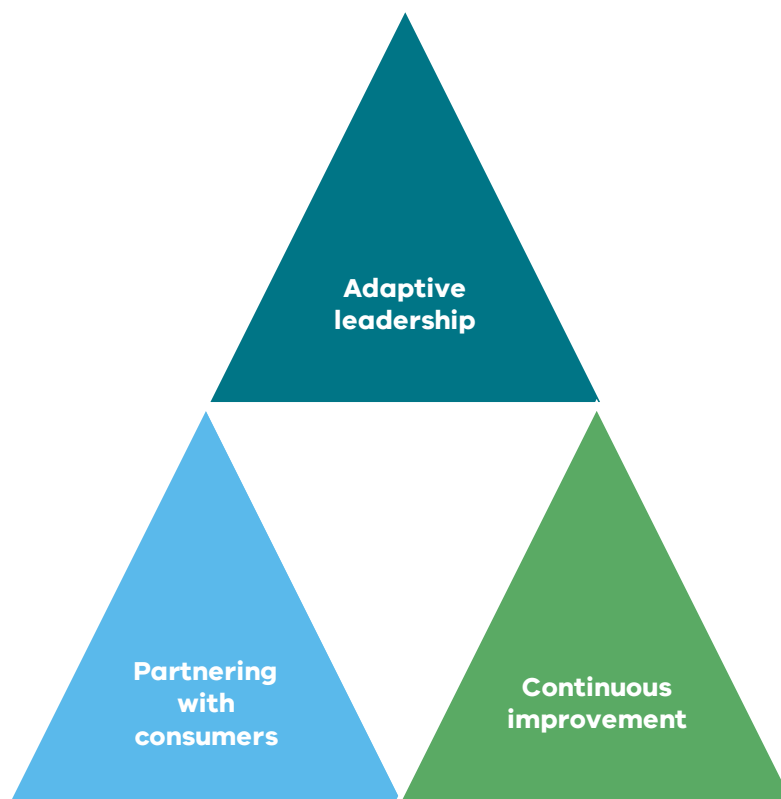 Adaptive
leadership
Partnering
with
consumers
Continuous
improvement